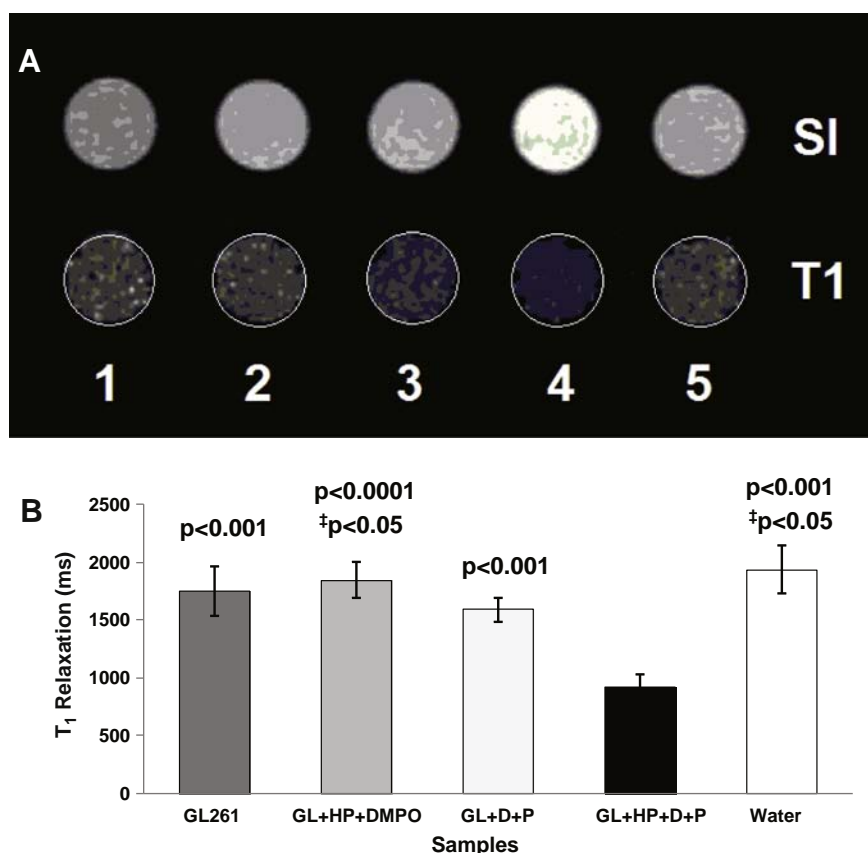 A
SI
T1
1 2 3 4 5
B
2500
2000
1500
1000
500
0
T1 Relaxation (ms)
p<0.001
p<0.0001
‡p<0.05
p<0.001
p<0.001
‡p<0.05
GL261 GL+HP+DMPO GL+D+P GL+HP+D+P Water
Samples